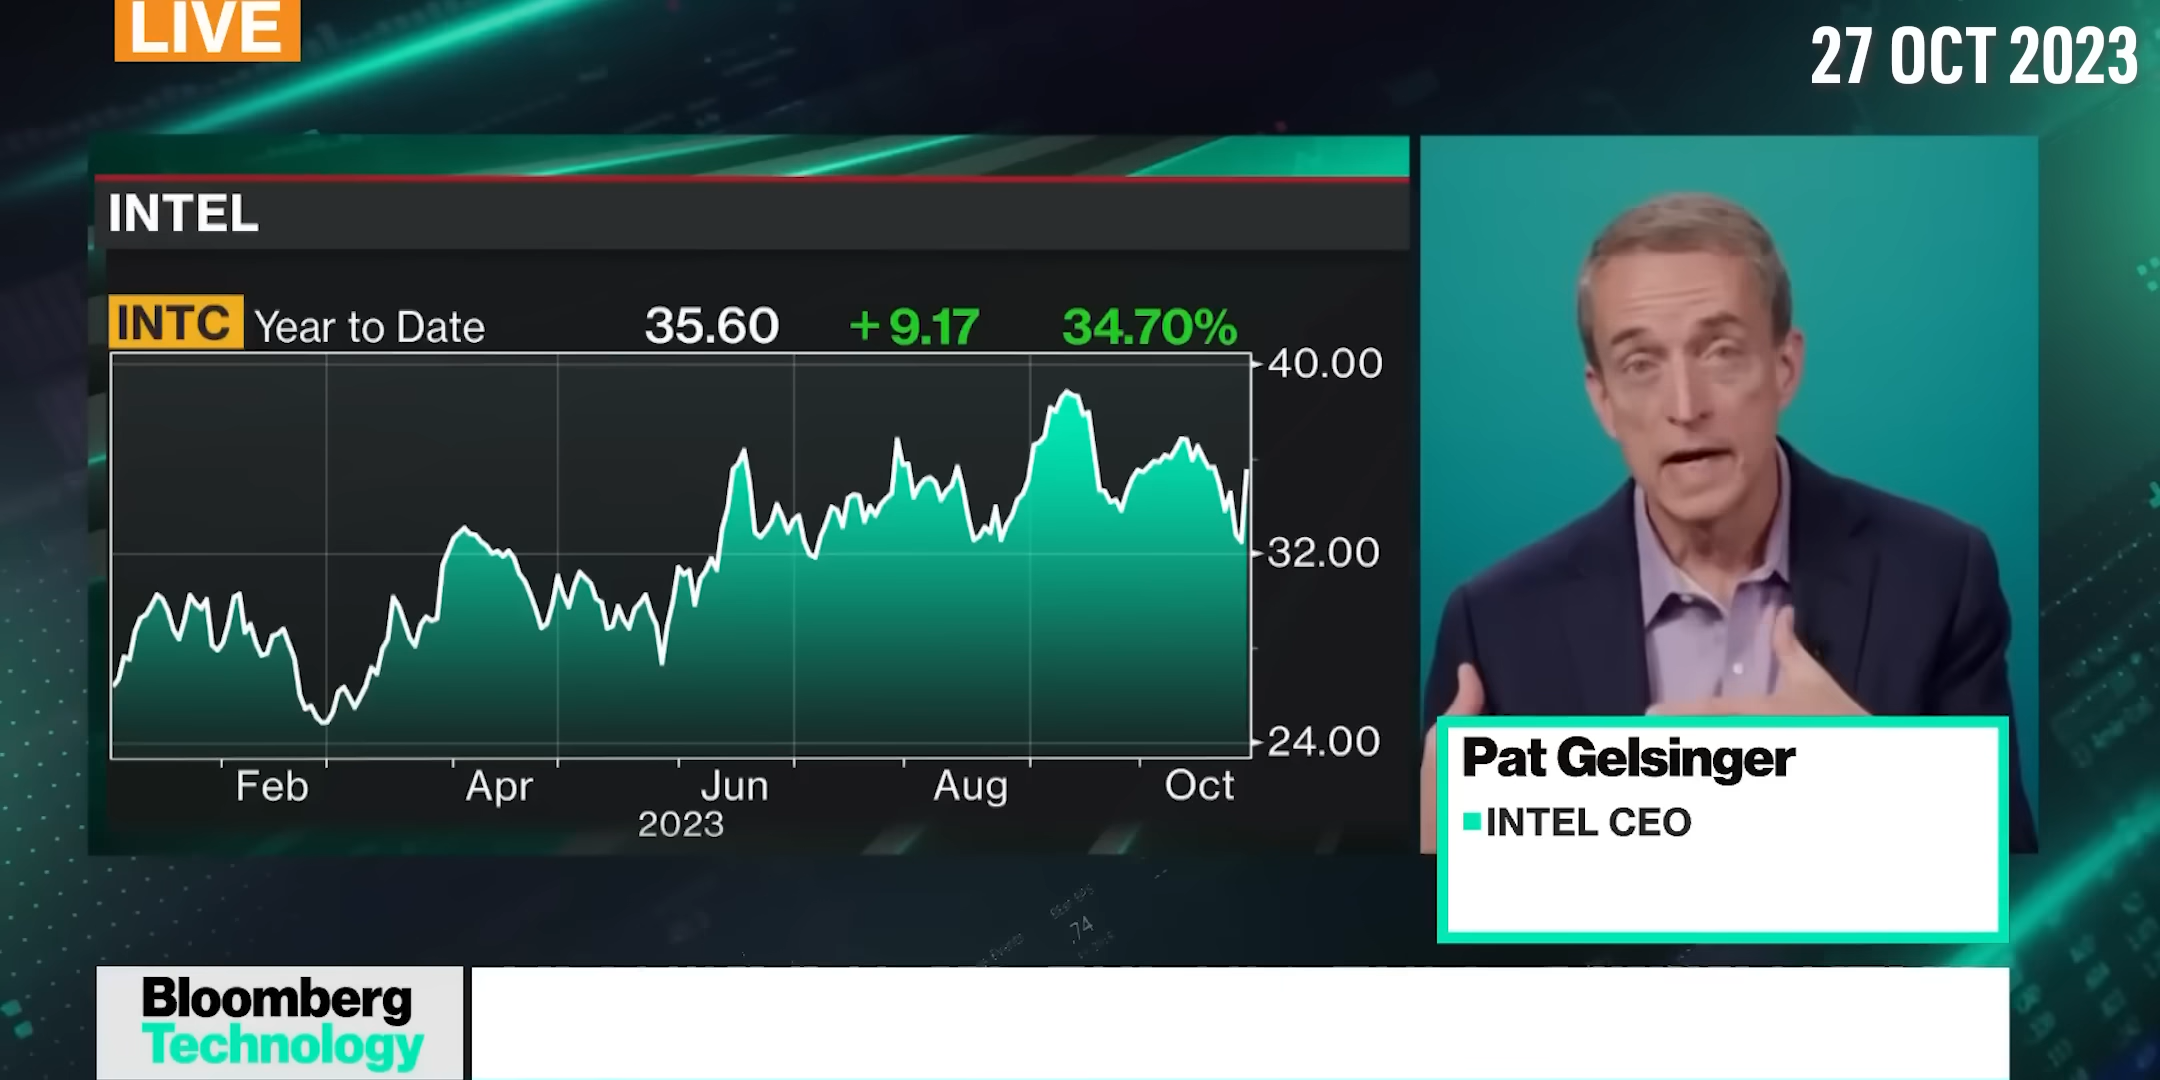 LIVE
27 OCT 2023
INTEL
INTC Year to Date 35.60 +9.17 34.70%
40.00
32.00
24.00
Feb Apr Jun Aug Oct
2023
Pat Gelsinger
INTEL CEO
.74
Bloomberg
Technology